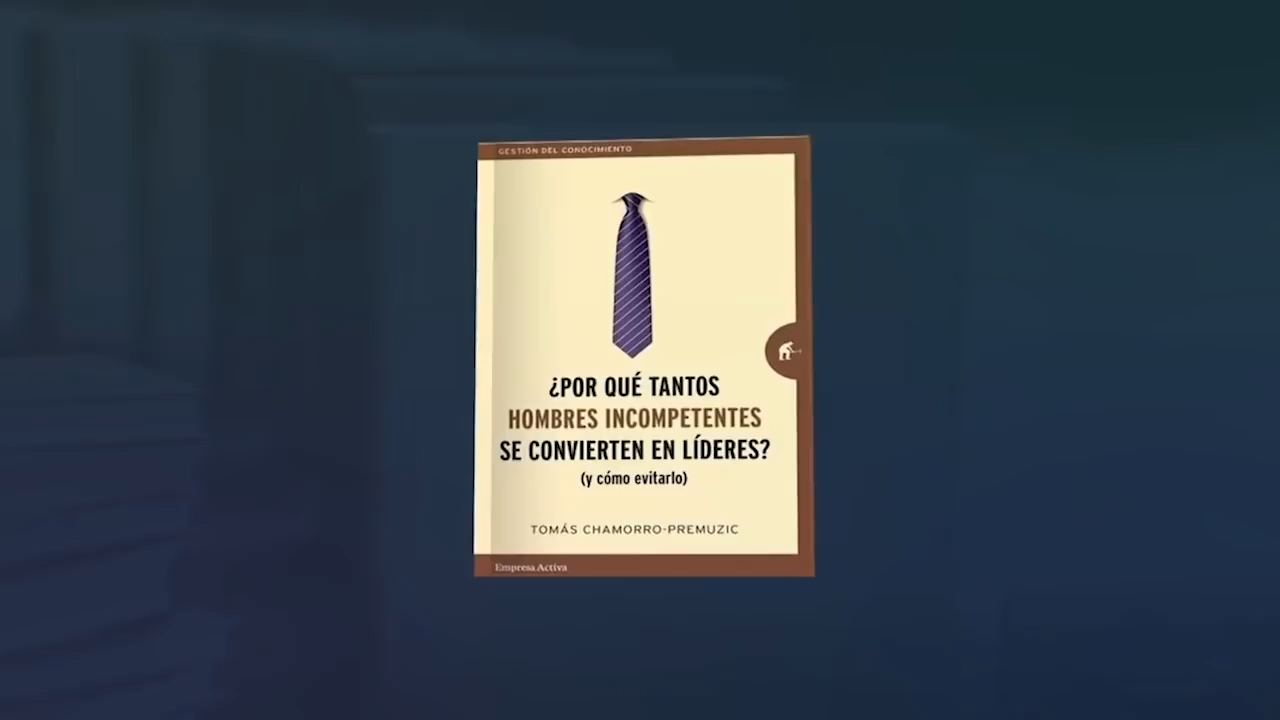 GESTIÓN DEL CONOCIMIENTO
¿POR QUÉ TANTOS
HOMBRES INCOMPETENTES
SE CONVIERTEN EN LÍDERES?
(y cómo evitarlo)
TOMÁS CHAMORRO-PREMUZIC
Empresa Activa